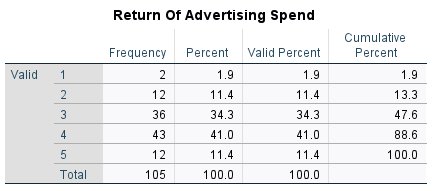 Return Of Advertising Spend
Frequency Percent Valid Percent Cumulative Percent
Valid 1 2 1.9 1.9 1.9
2 12 11.4 11.4 13.3
3 36 34.3 34.3 47.6
4 43 41.0 41.0 88.6
5 12 11.4 11.4 100.0
Total 105 100.0 100.0